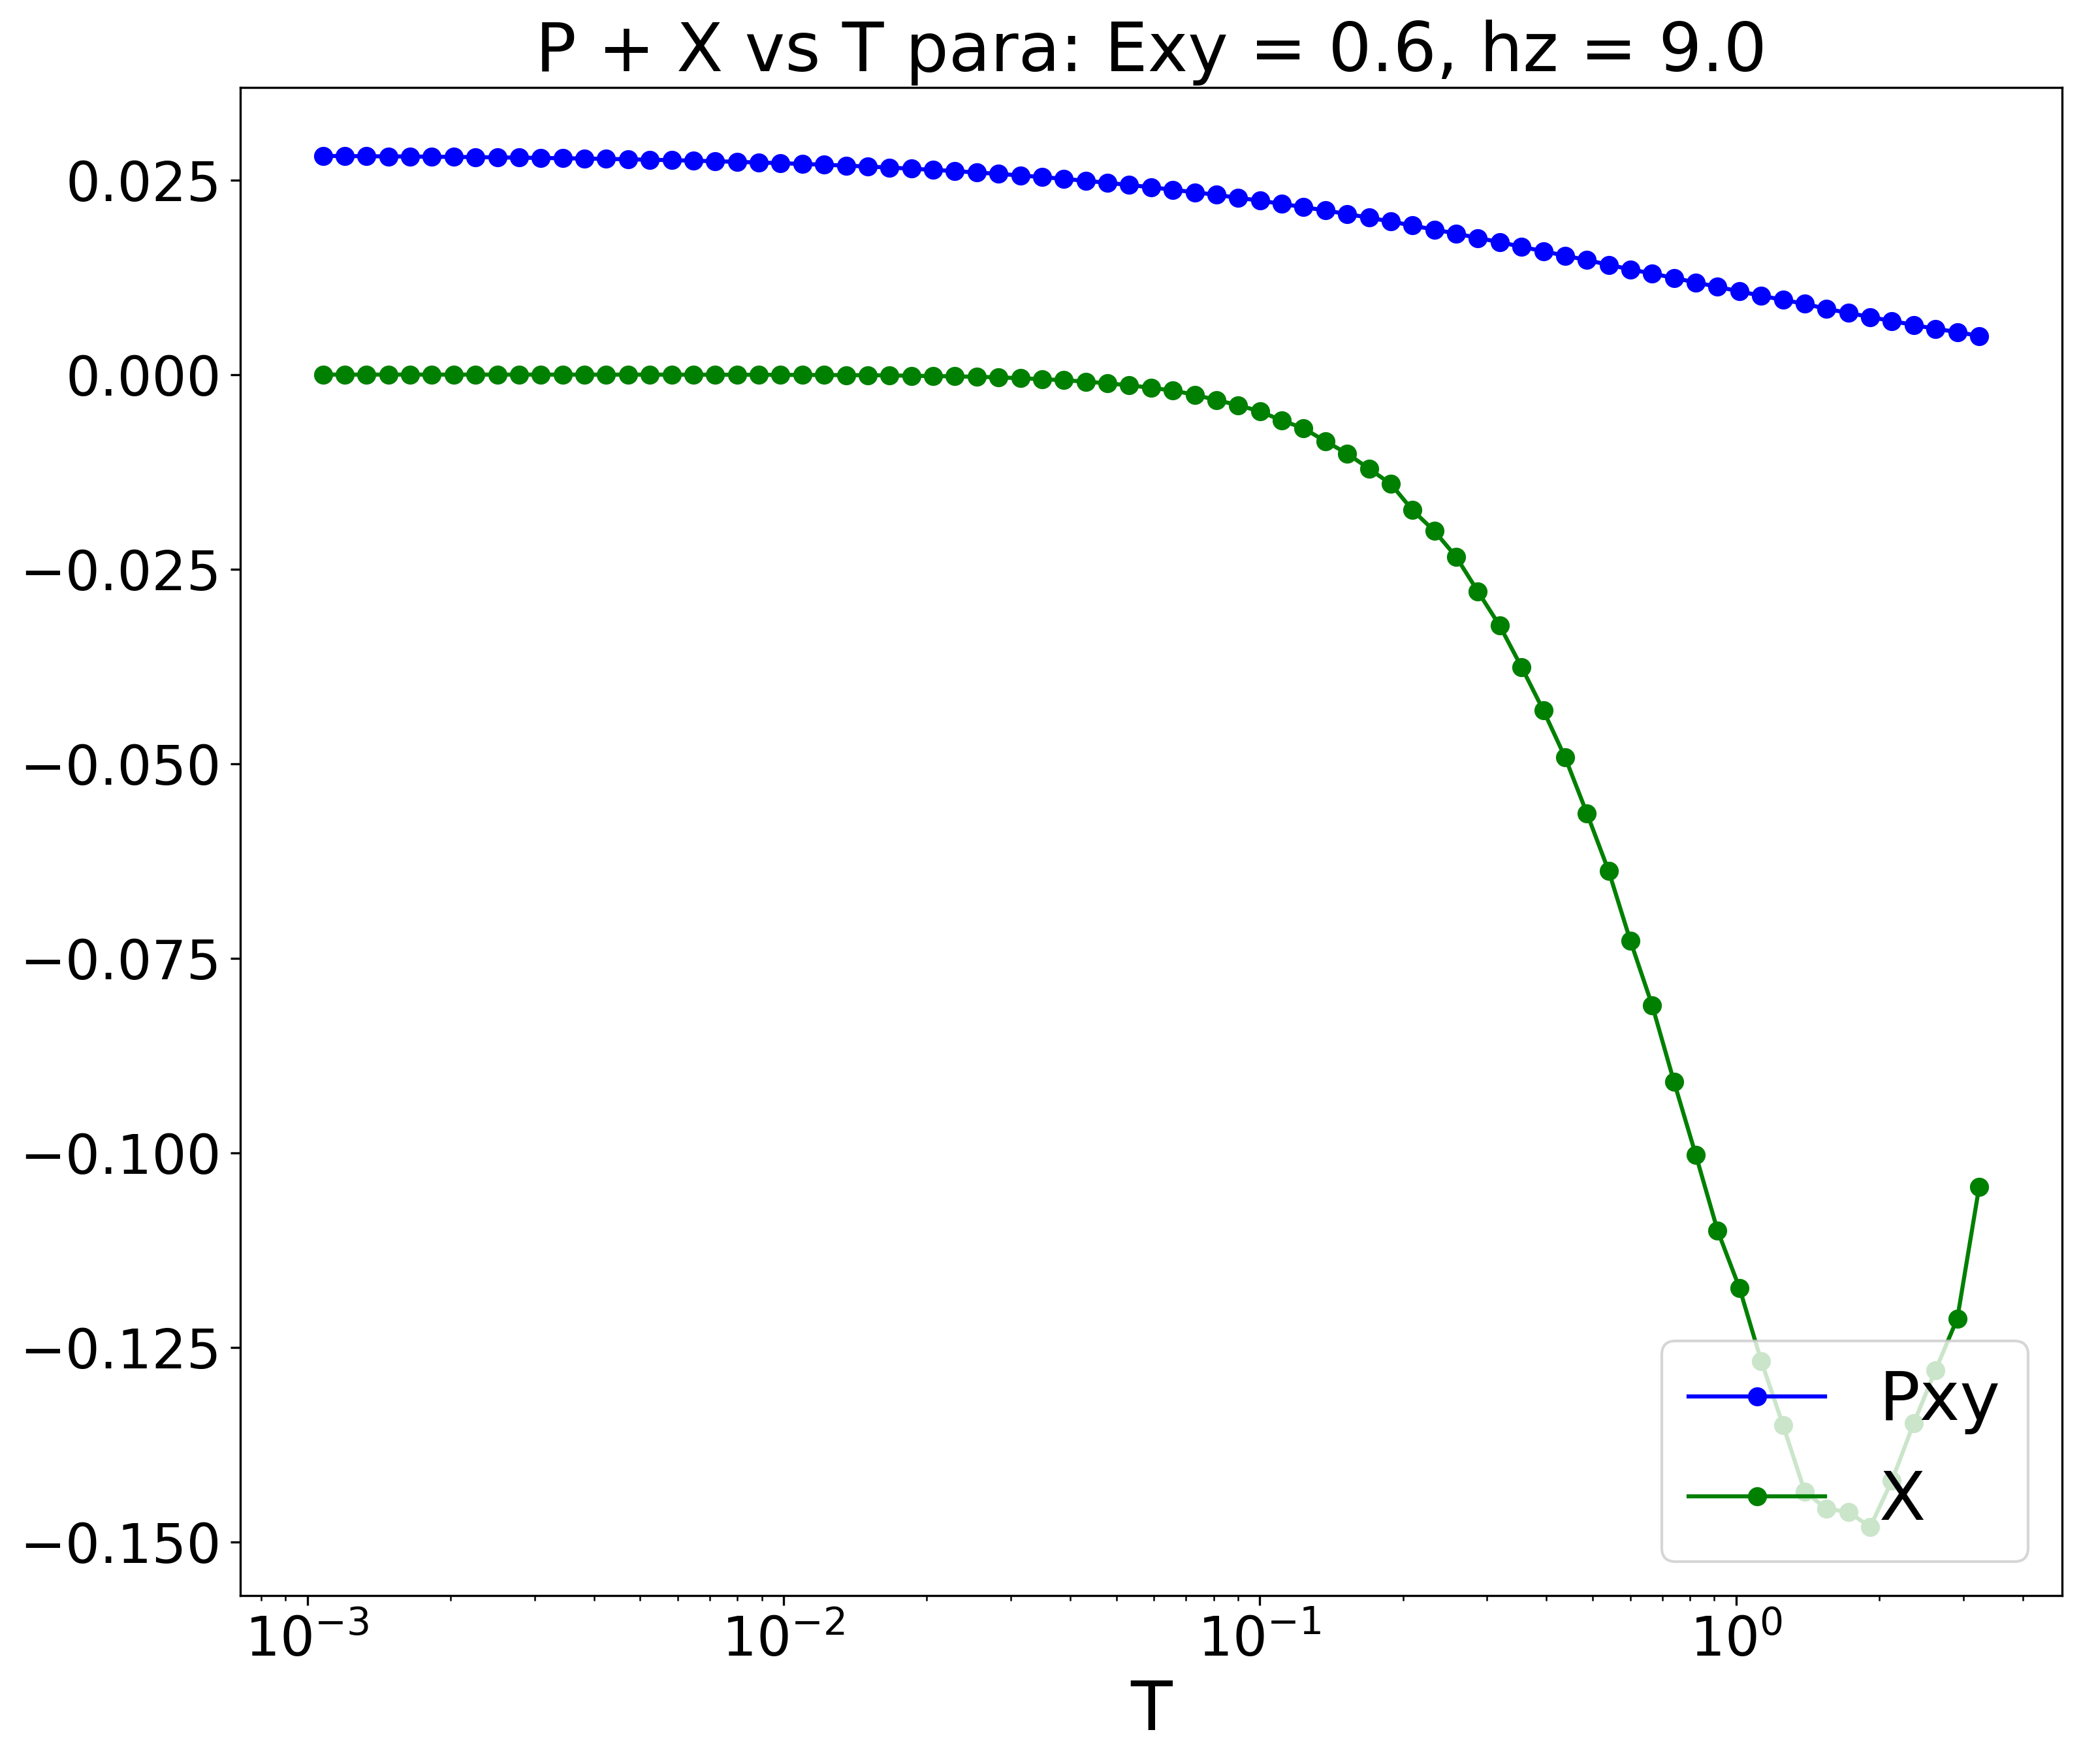 P + X vs T para: Exy = 0.6, hz = 9.0
0.025
0.000
−0.025
−0.050
−0.075
−0.100
−0.125
−0.150
Pxy
X
10⁻³ 10⁻² 10⁻¹ 10⁰
T